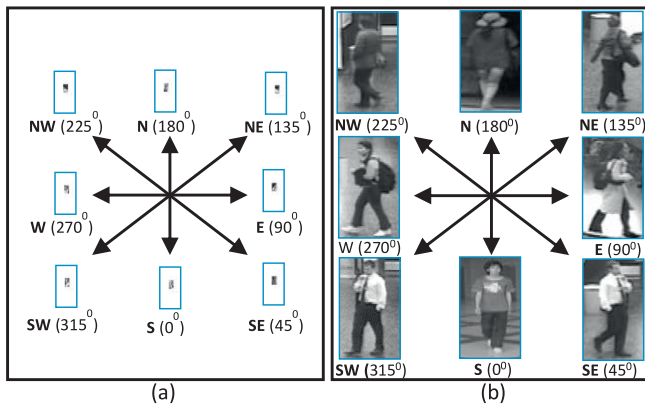 NW (225⁰) N (180⁰) NE (135⁰)
W (270⁰) E (90⁰)
SW (315⁰) S (0⁰) SE (45⁰)
(a)
NW (225⁰) N (180⁰) NE (135⁰)
W (270⁰) E (90⁰)
SW (315⁰) S (0⁰) SE (45⁰)
(b)